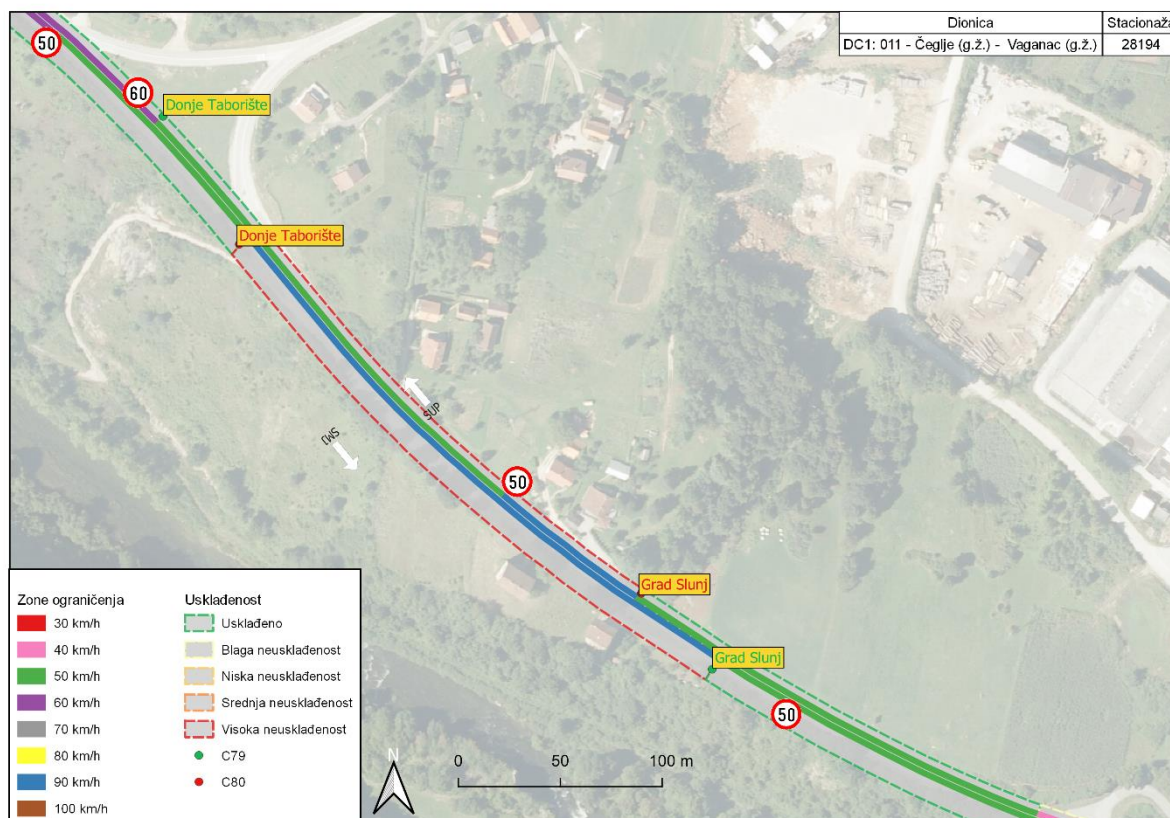 Dionica
Stacionaža
DC1: 011 - Čeglje (g.ž.) - Vaganac (g.ž.)
28194
50
60
Donje Taborište
Donje Taborište
SUP
SMJ
50
Grad Slunj
Grad Slunj
50
Zone ograničenja
30 km/h
40 km/h
50 km/h
60 km/h
70 km/h
80 km/h
90 km/h
100 km/h
Usklađenost
Usklađeno
Blaga neusklađenost
Niska neusklađenost
Srednja neusklađenost
Visoka neusklađenost
C79
C80
N
0
50
100 m